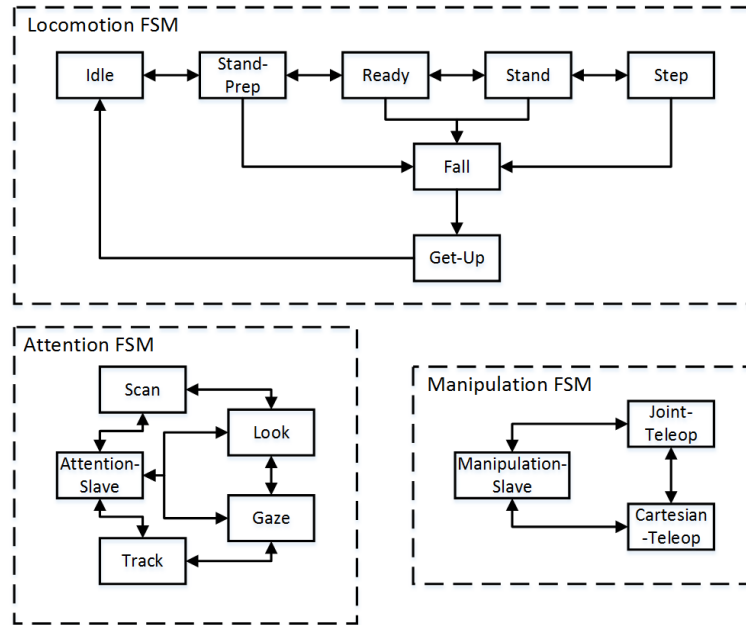 Locomotion FSM
Idle
Stand-
Prep
Ready
Stand
Step
Fall
Get-Up
Attention FSM
Scan
Look
Attention-
Slave
Gaze
Track
Manipulation FSM
Joint-
Teleop
Manipulation-
Slave
Cartesian
-Teleop